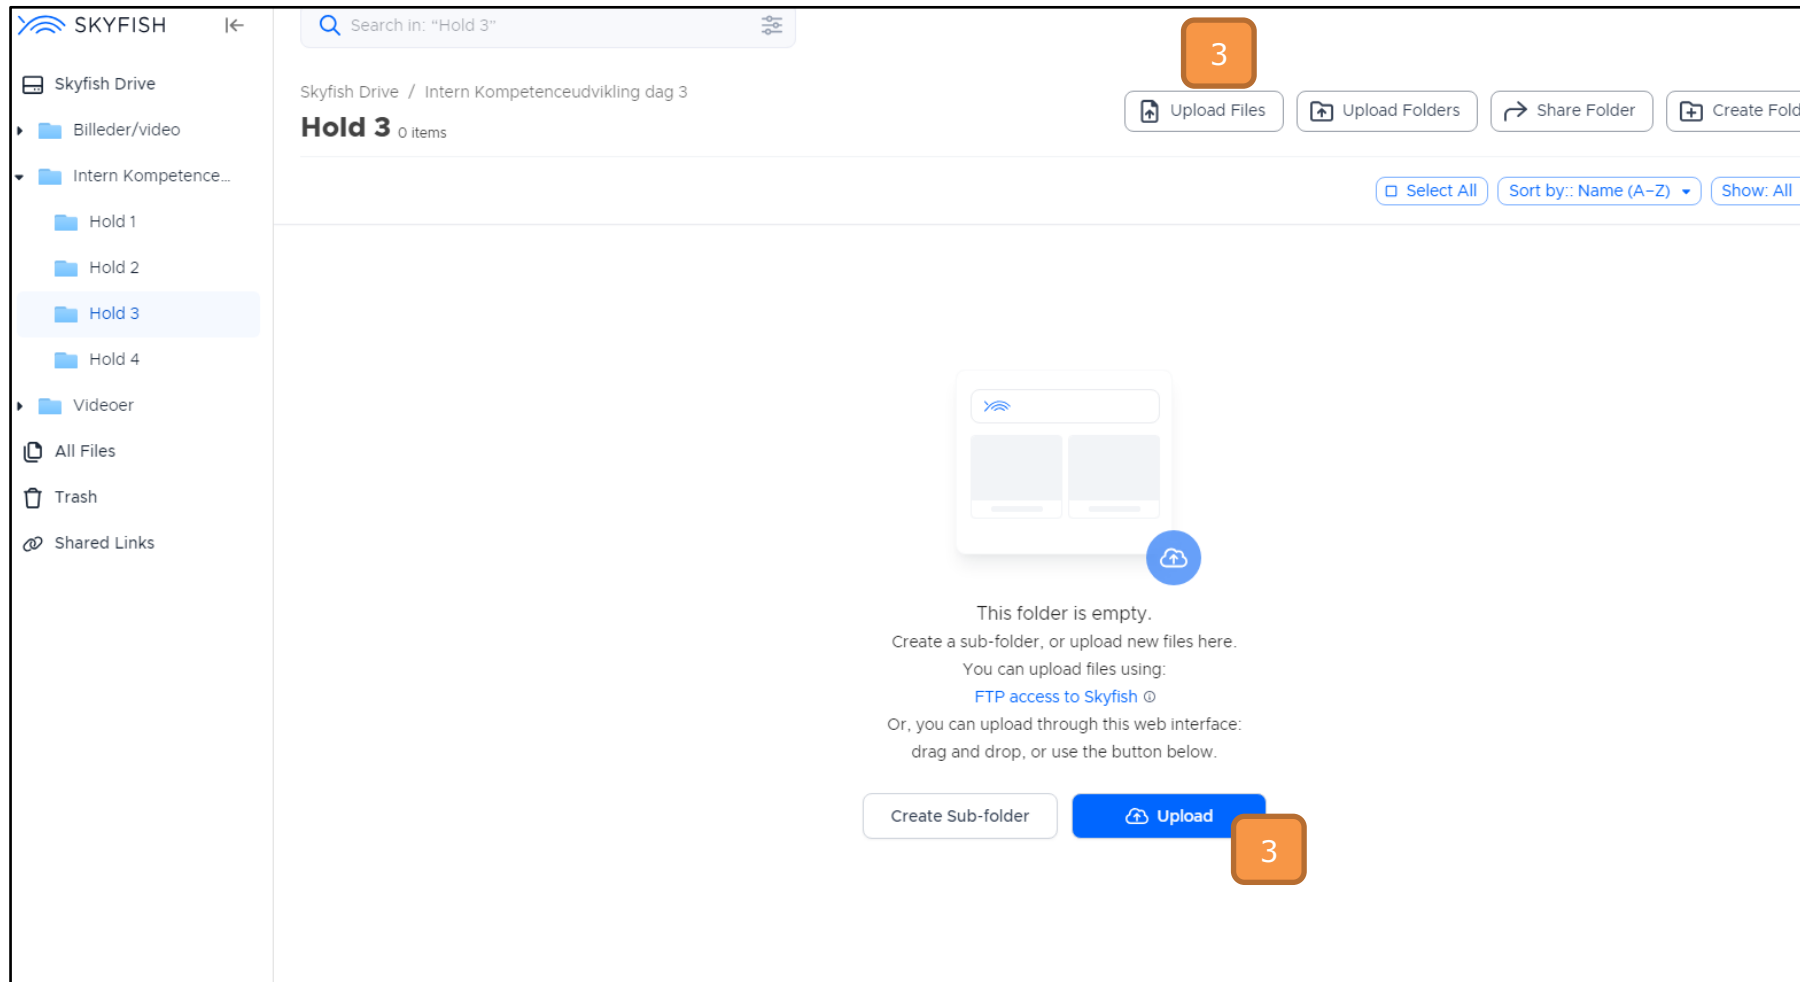 SKYFISH
Search in: “Hold 3”
3
Skyfish Drive
Billeder/video
Intern Kompetence…
Hold 1
Hold 2
Hold 3
Hold 4
Videoer
All Files
Trash
Shared Links
Skyfish Drive / Intern Kompetenceudvikling dag 3
Hold 3 0 items
Upload Files
Upload Folders
Share Folder
Create Fold
Select All
Sort by:: Name (A–Z)
Show: All
This folder is empty.
Create a sub-folder, or upload new files here.
You can upload files using:
FTP access to Skyfish
Or, you can upload through this web interface:
drag and drop, or use the button below.
Create Sub-folder
Upload
3